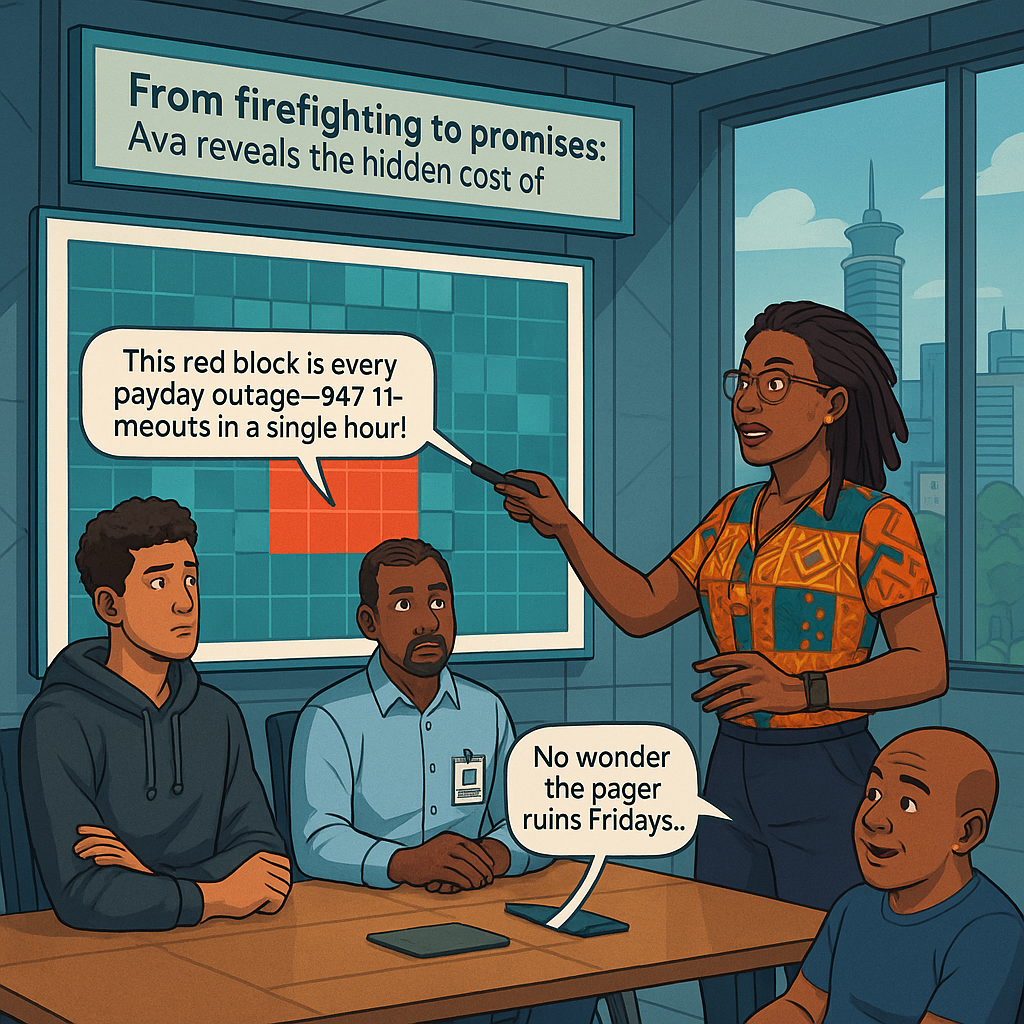 From firefighting to promises:
Ava reveals the hidden cost of
This red block is every
payday outage—947 11-
meouts in a single hour!
No wonder
the pager
ruins Fridays..